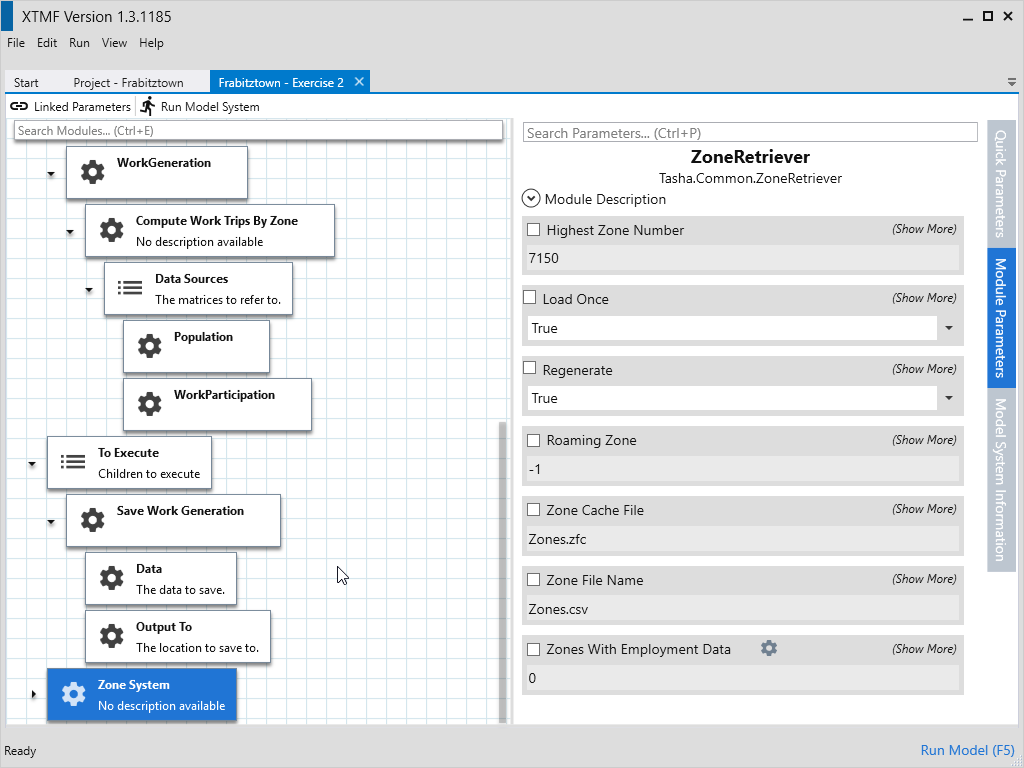 XTMF Version 1.3.1185
File Edit Run View Help
Start Project - Frabitztown Frabitztown - Exercise 2
Linked Parameters Run Model System
Search Modules... (Ctrl+E)
WorkGeneration
Compute Work Trips By Zone
No description available
Data Sources
The matrices to refer to.
Population
WorkParticipation
To Execute
Children to execute
Save Work Generation
Data
The data to save.
Output To
The location to save to.
Zone System
No description available
Search Parameters... (Ctrl+P)
ZoneRetriever
Tasha.Common.ZoneRetriever
Module Description
Highest Zone Number (Show More)
7150
Load Once (Show More)
True
Regenerate (Show More)
True
Roaming Zone (Show More)
-1
Zone Cache File (Show More)
Zones.zfc
Zone File Name (Show More)
Zones.csv
Zones With Employment Data (Show More)
0
Quick Parameters
Module Parameters
Model System Information
Ready
Run Model (F5)